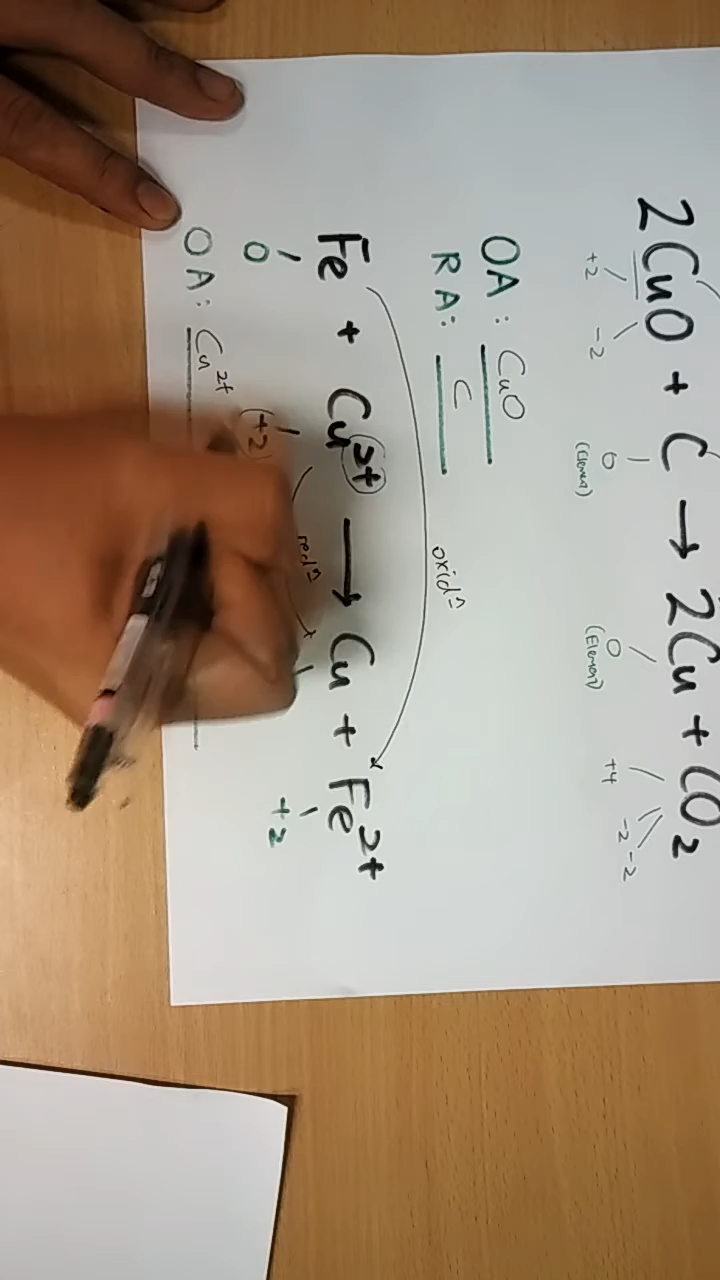 2CuO + C → 2Cu + CO2
+2 -2 0 0 +4 -2 -2
(Element) (Element)
OA: CuO
RA: C
oxidⁿ
Fe + Cu2+ → Cu + Fe2+
redⁿ
0 (+2) +2
OA: Cu2+